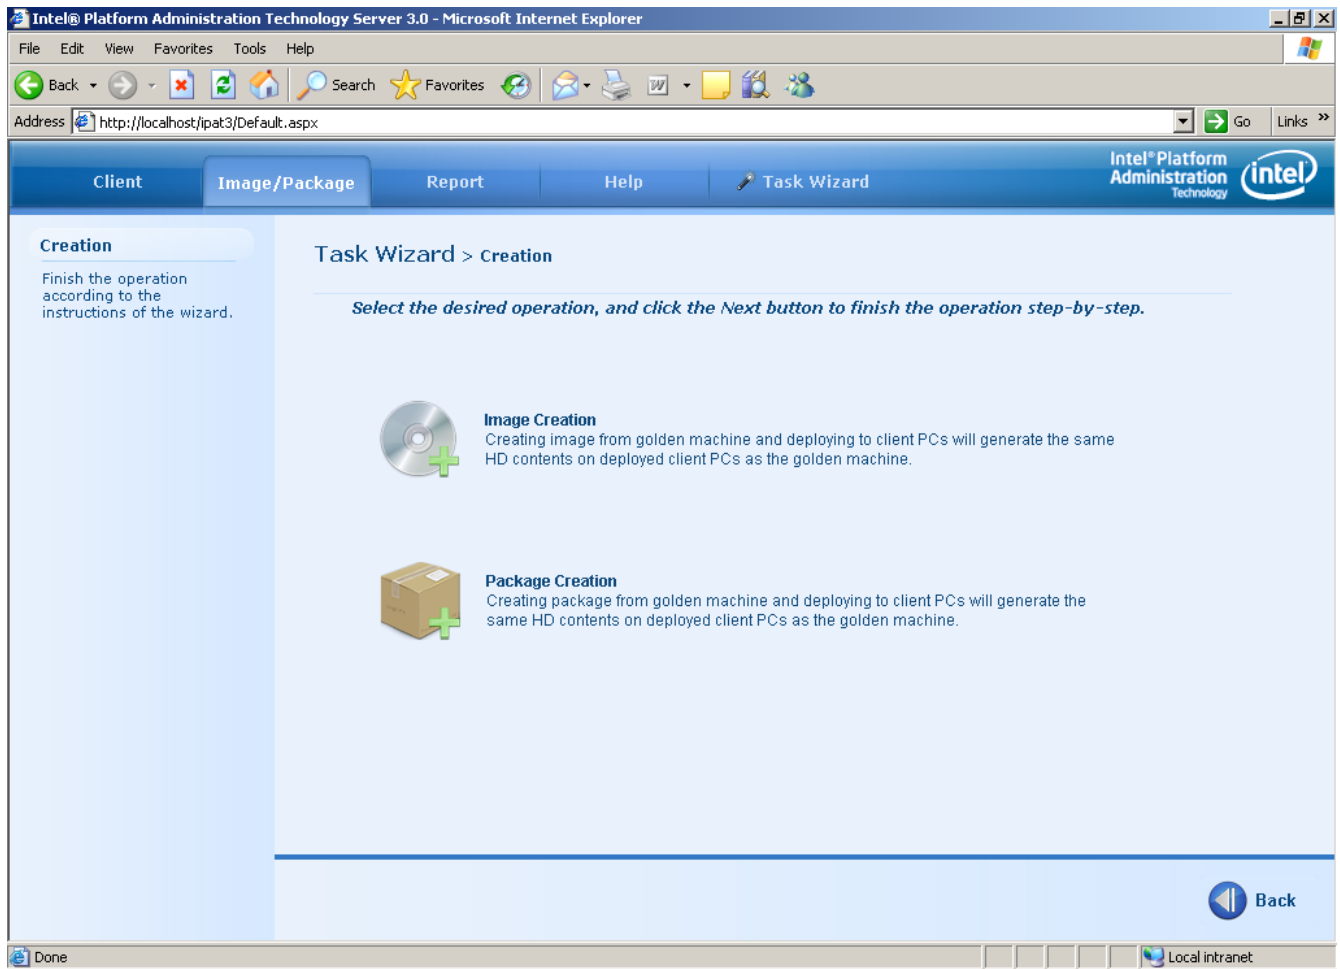 Intel® Platform Administration Technology Server 3.0 - Microsoft Internet Explorer
File Edit View Favorites Tools Help
Back Search Favorites
Address http://localhost/ipat3/Default.aspx Go Links »
Client Image/Package Report Help Task Wizard
Intel® Platform
Administration
Technology
intel
Creation
Finish the operation
according to the
instructions of the wizard.
Task Wizard > Creation
Select the desired operation, and click the Next button to finish the operation step-by-step.
Image Creation
Creating image from golden machine and deploying to client PCs will generate the same
HD contents on deployed client PCs as the golden machine.
Package Creation
Creating package from golden machine and deploying to client PCs will generate the
same HD contents on deployed client PCs as the golden machine.
Back
Done Local intranet